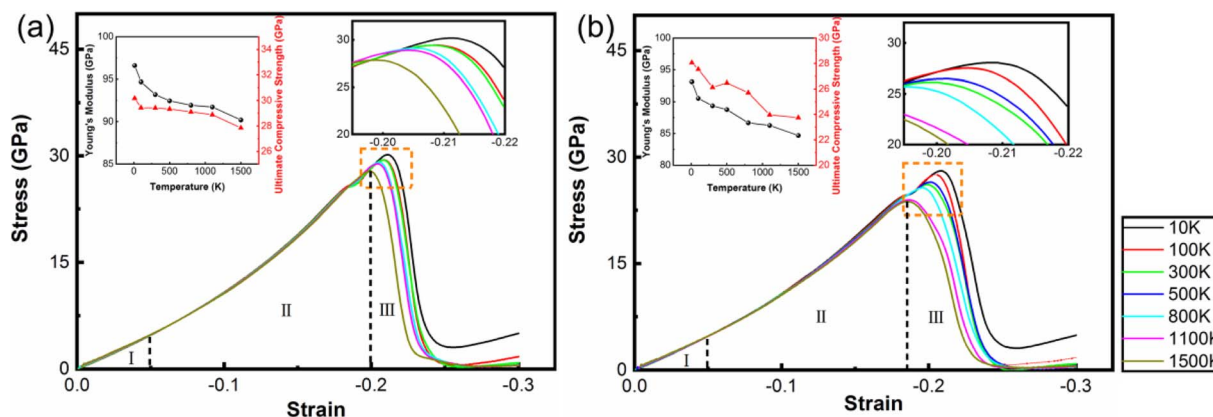 (a)
Stress (GPa)
45
30
15
0
0.0
-0.1
-0.2
-0.3
Strain
I
II
III
Young's Modulus (GPa)
100
95
90
85
0
500
1000
1500
Temperature (K)
Ultimate Compressive Strength (GPa)
34
32
30
28
26
30
25
20
-0.20
-0.21
-0.22
(b)
Stress (GPa)
45
30
15
0
0.0
-0.1
-0.2
-0.3
Strain
I
II
III
Young's Modulus (GPa)
100
95
90
85
80
0
500
1000
1500
Temperature (K)
Ultimate Compressive Strength (GPa)
30
28
26
24
22
20
30
25
20
-0.20
-0.21
-0.22
10K
100K
300K
500K
800K
1100K
1500K